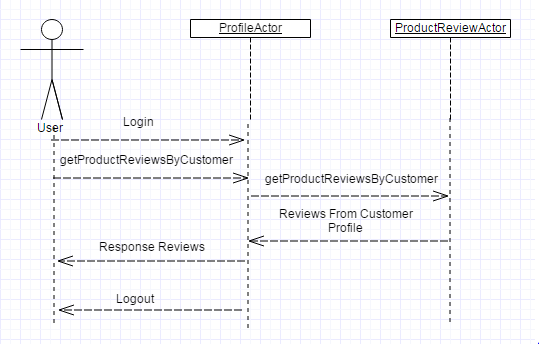 ProfileActor
ProductReviewActor
User
Login
getProductReviewsByCustomer
getProductReviewsByCustomer
Reviews From Customer
Profile
Response Reviews
Logout